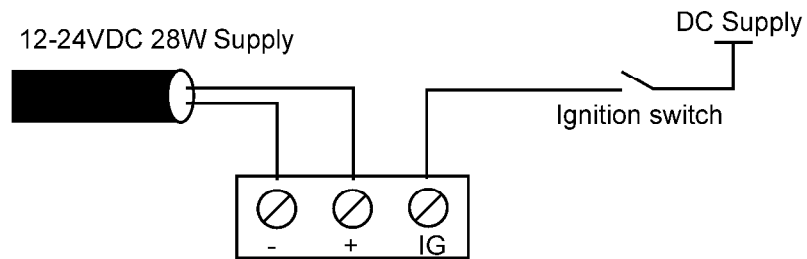 DC Supply
12-24VDC 28W Supply
Ignition switch
- + IG